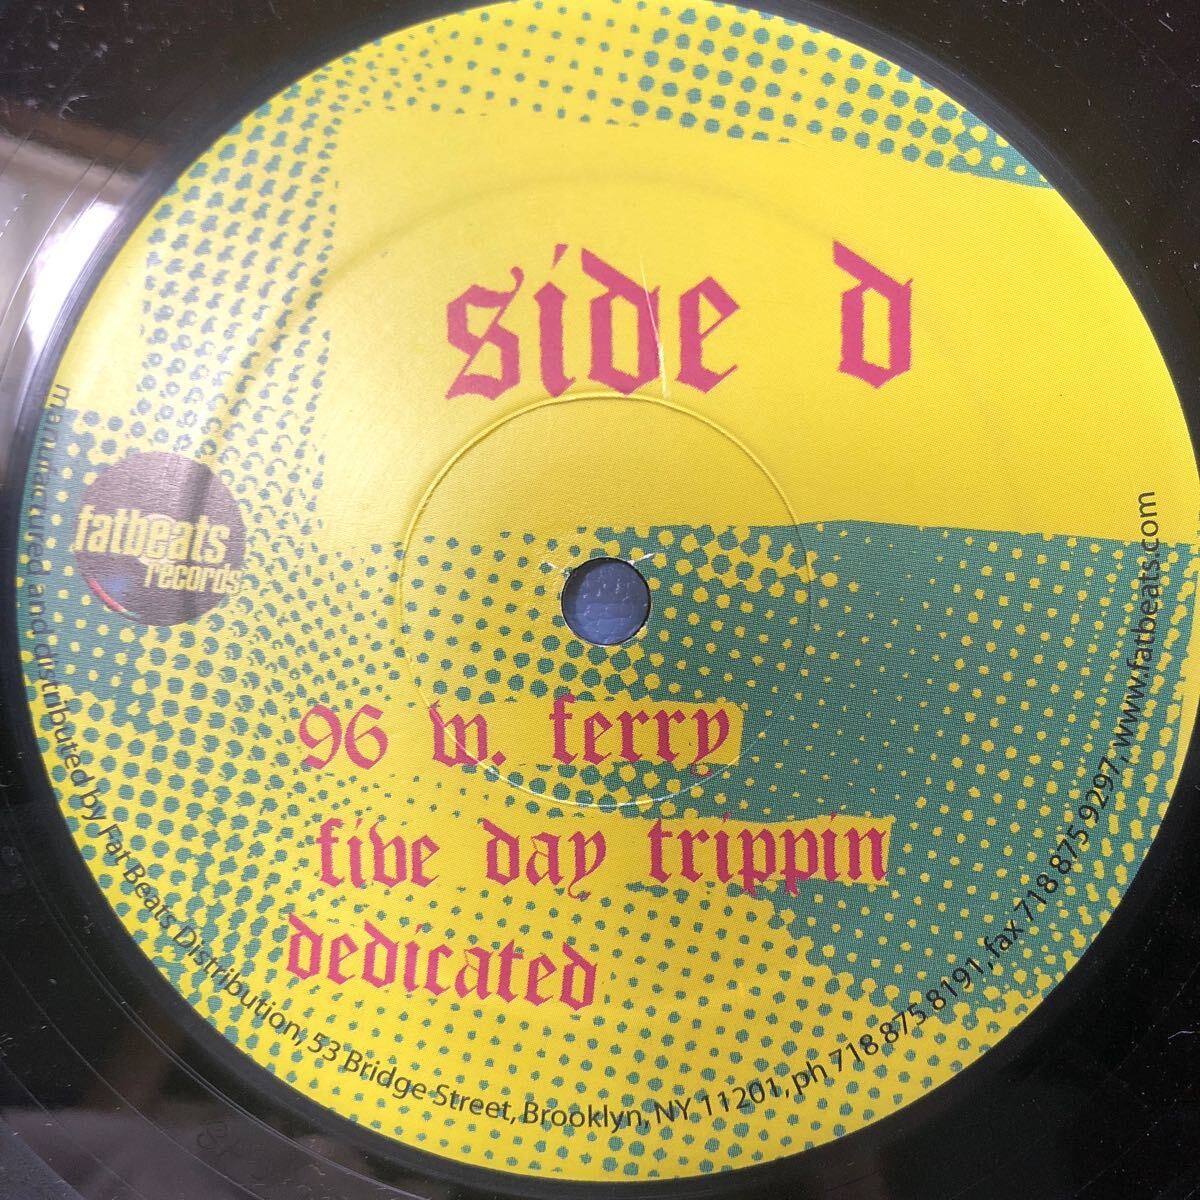 side d
fatbeats
records
96 w. ferry
five day trippin
dedicated
manufactured and distributed by Fat Beats Distribution, 53 Bridge Street, Brooklyn, NY 11201, ph 718 875 8191, fax 718 875 9297, www.fatbeats.com